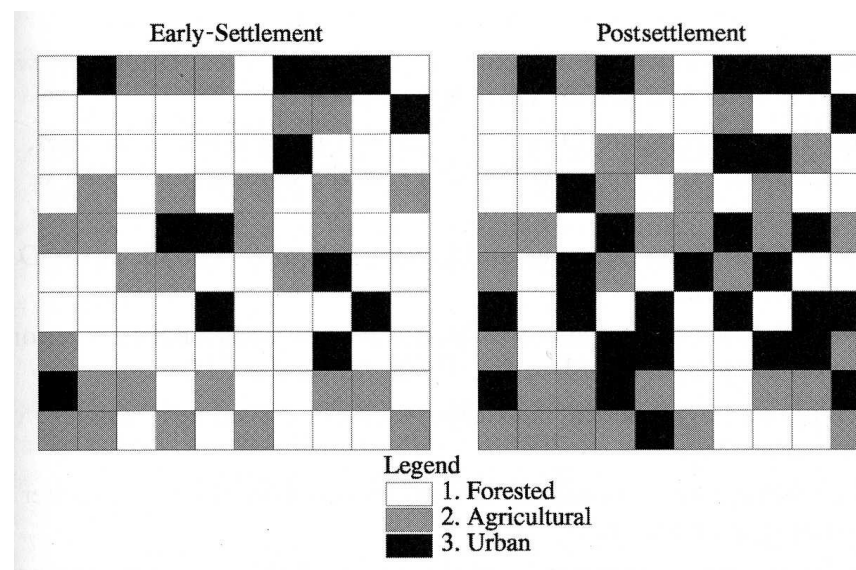 Early-Settlement
Postsettlement
Legend
1. Forested
2. Agricultural
3. Urban